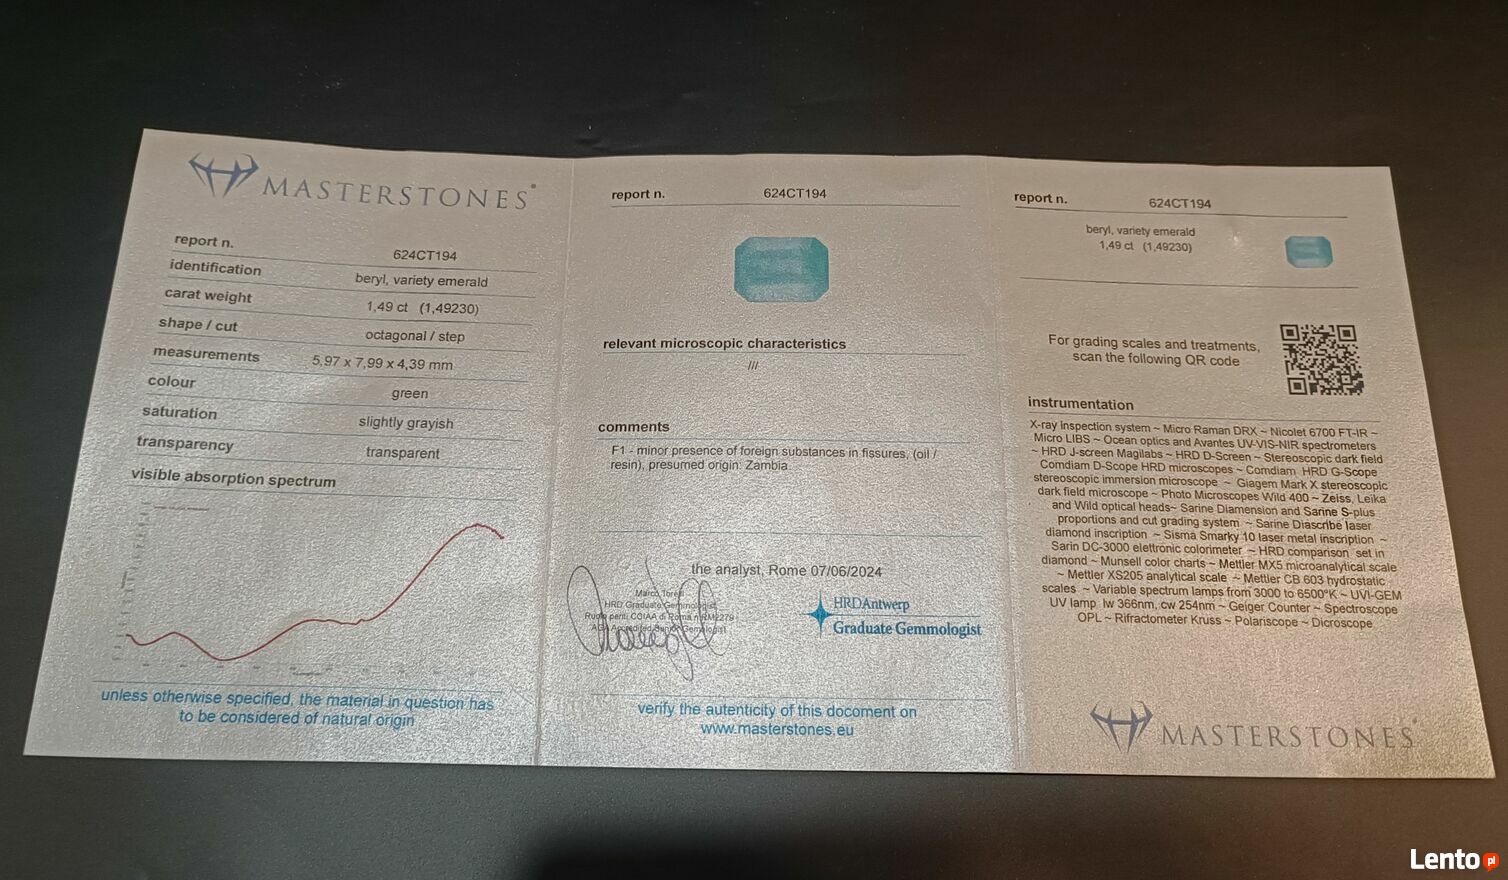 MASTERSTONES
report n. 624CT194
identification beryl, variety emerald
carat weight 1,49 ct (1,49230)
shape / cut octagonal / step
measurements 5,97 x 7,99 x 4,39 mm
colour green
saturation slightly grayish
transparency transparent
visible absorption spectrum
unless otherwise specified, the material in question has
to be considered of natural origin
report n. 624CT194
relevant microscopic characteristics
///
comments
F1 - minor presence of foreign substances in fissures, (oil /
resin), presumed origin: Zambia
the analyst, Rome 07/06/2024
HRD Graduate Gemmologist
HRDAntwerp
Graduate Gemmologist
verify the autenticity of this docoment on
www.masterstones.eu
report n. 624CT194
beryl, variety emerald
1,49 ct (1,49230)
For grading scales and treatments,
scan the following QR code
instrumentation
X-ray inspection system ~ Micro Raman DRX ~ Nicolet 6700 FT-IR ~
Micro LIBS ~ Ocean optics and Avantes UV-VIS-NIR spectrometers
~ HRD J-screen Magilabs ~ HRD D-Screen ~ Stereoscopic dark field
Comdiam D-Scope HRD microscopes ~ Comdiam HRD G-Scope
stereoscopic immersion microscope ~ Giagem Mark X stereoscopic
dark field microscope ~ Photo Microscopes Wild 400 ~ Zeiss, Leika
and Wild optical heads~ Sarine Diamension and Sarine S-plus
proportions and cut grading system ~ Sarine Diascribe laser
diamond inscription ~ Sisma Smarky 10 laser metal inscription ~
Sarin DC-3000 elettronic colorimeter ~ HRD comparison set in
diamond ~ Munsell color charts ~ Mettler MX5 microanalytical scale
~ Mettler XS205 analytical scale ~ Mettler CB 603 hydrostatic
scales ~ Variable spectrum lamps from 3000 to 6500°K ~ UVI-GEM
UV lamp lw 366nm, cw 254nm ~ Geiger Counter ~ Spectroscope
OPL ~ Rifractometer Kruss ~ Polariscope ~ Dicroscope
MASTERSTONES
Lento pl